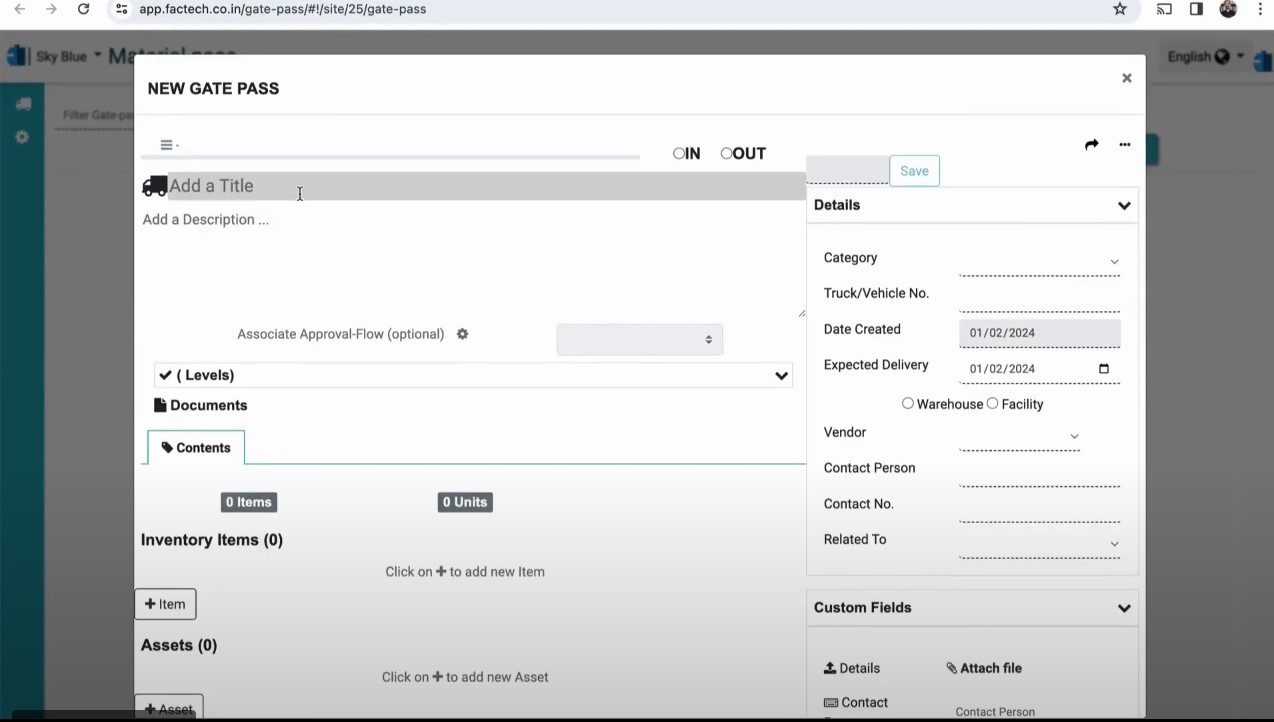 app.factech.co.in/gate-pass/#!/site/25/gate-pass
Sky Blue
English
Filter Gate-pa
NEW GATE PASS
×
IN OUT
Add a Title
Save
Add a Description ...
Details
Category
Truck/Vehicle No.
Date Created 01/02/2024
Expected Delivery 01/02/2024
Warehouse Facility
Vendor
Contact Person
Contact No.
Related To
Associate Approval-Flow (optional)
( Levels)
Documents
Contents
0 Items 0 Units
Inventory Items (0)
Click on + to add new Item
+ Item
Assets (0)
Click on + to add new Asset
+ Asset
Custom Fields
Details Attach file
Contact
Contact Person